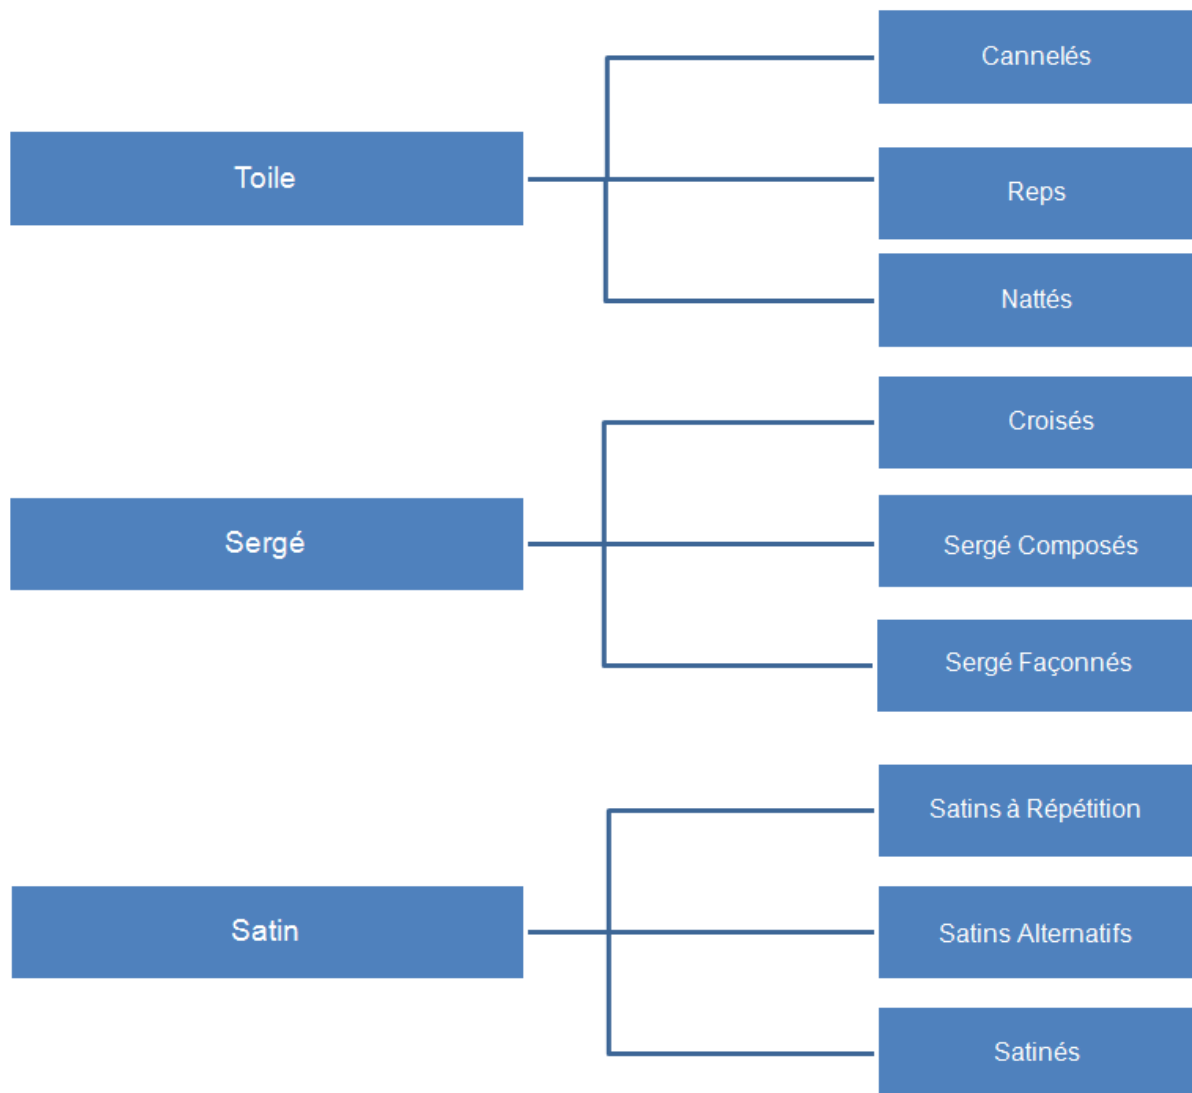 Toile
Cannelés
Reps
Nattés
Sergé
Croisés
Sergé Composés
Sergé Façonnés
Satin
Satins à Répétition
Satins Alternatifs
Satinés